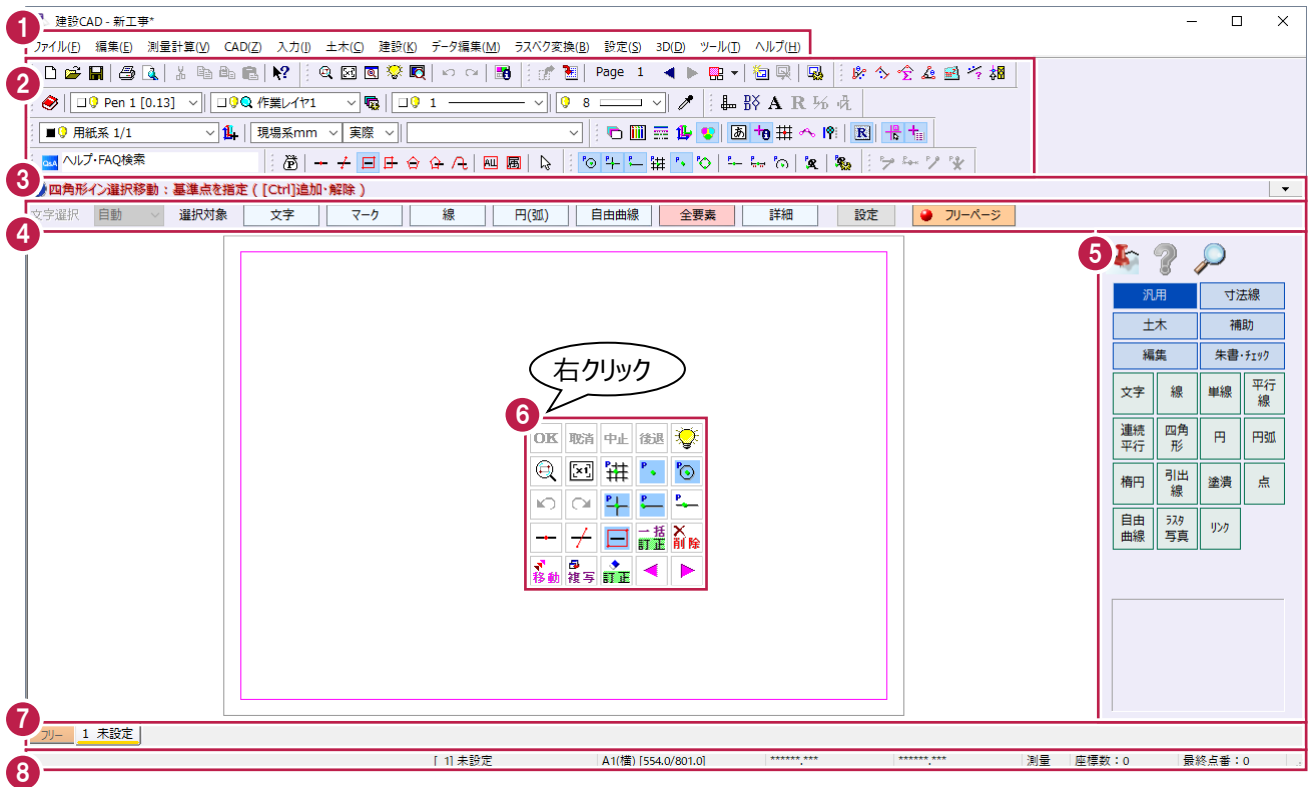 建設CAD - 新工事*
1
ファイル(F) 編集(E) 測量計算(V) CAD(Z) 入力(I) 土木(C) 建設(K) データ編集(M) ラスベク変換(B) 設定(S) 3D(D) ツール(T) ヘルプ(H)
2
Page 1
Pen 1 [0.13] 作業レイヤ1 1 8
用紙系 1/1 現場系mm 実際
ヘルプ・FAQ検索
3
四角形イン選択移動：基準点を指定 ( [Ctrl]追加・解除 )
文字選択 自動 選択対象 文字 マーク 線 円(弧) 自由曲線 全要素 詳細 設定 フリーページ
4
5
汎用 寸法線
土木 補助
編集 朱書・ﾁｪｯｸ
文字 線 単線 平行線
連続平行 四角形 円 円弧
楕円 引出線 塗潰 点
自由曲線 ﾗｽﾀ写真 ﾘﾝｸ
右クリック
6
OK 取消 中止 後退
一括訂正 削除
移動 複写 訂正
7
フリー 1 未設定
8
[ 1] 未設定 A1(横) [554.0/801.0] ******.*** ******.*** 測量 座標数：0 最終点番：0